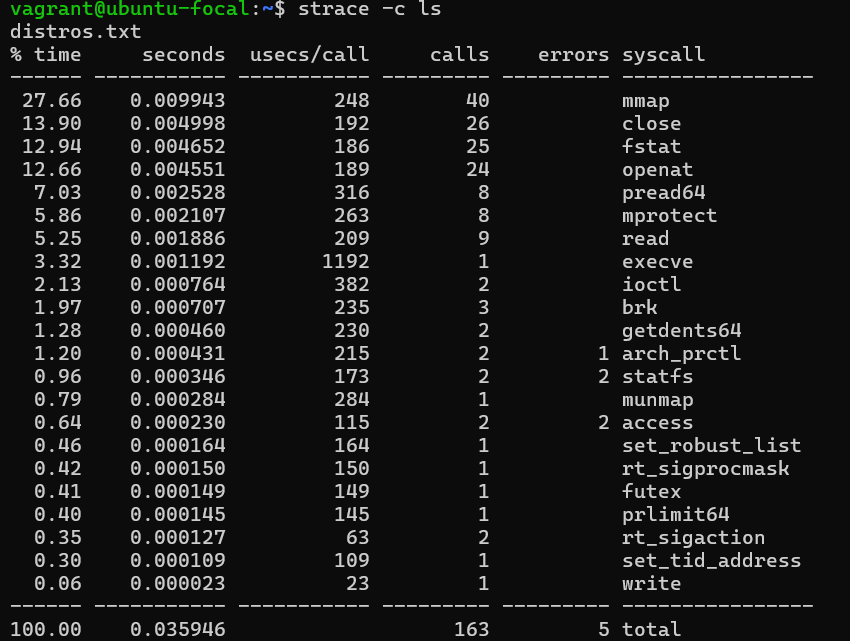 vagrant@ubuntu-focal:~$ strace -c ls
distros.txt
% time     seconds  usecs/call     calls    errors syscall
------ ----------- ----------- --------- --------- ----------------
 27.66    0.009943         248        40           mmap
 13.90    0.004998         192        26           close
 12.94    0.004652         186        25           fstat
 12.66    0.004551         189        24           openat
  7.03    0.002528         316         8           pread64
  5.86    0.002107         263         8           mprotect
  5.25    0.001886         209         9           read
  3.32    0.001192        1192         1           execve
  2.13    0.000764         382         2           ioctl
  1.97    0.000707         235         3           brk
  1.28    0.000460         230         2           getdents64
  1.20    0.000431         215         2         1 arch_prctl
  0.96    0.000346         173         2         2 statfs
  0.79    0.000284         284         1           munmap
  0.64    0.000230         115         2         2 access
  0.46    0.000164         164         1           set_robust_list
  0.42    0.000150         150         1           rt_sigprocmask
  0.41    0.000149         149         1           futex
  0.40    0.000145         145         1           prlimit64
  0.35    0.000127          63         2           rt_sigaction
  0.30    0.000109         109         1           set_tid_address
  0.06    0.000023          23         1           write
------ ----------- ----------- --------- --------- ----------------
100.00    0.035946                   163         5 total